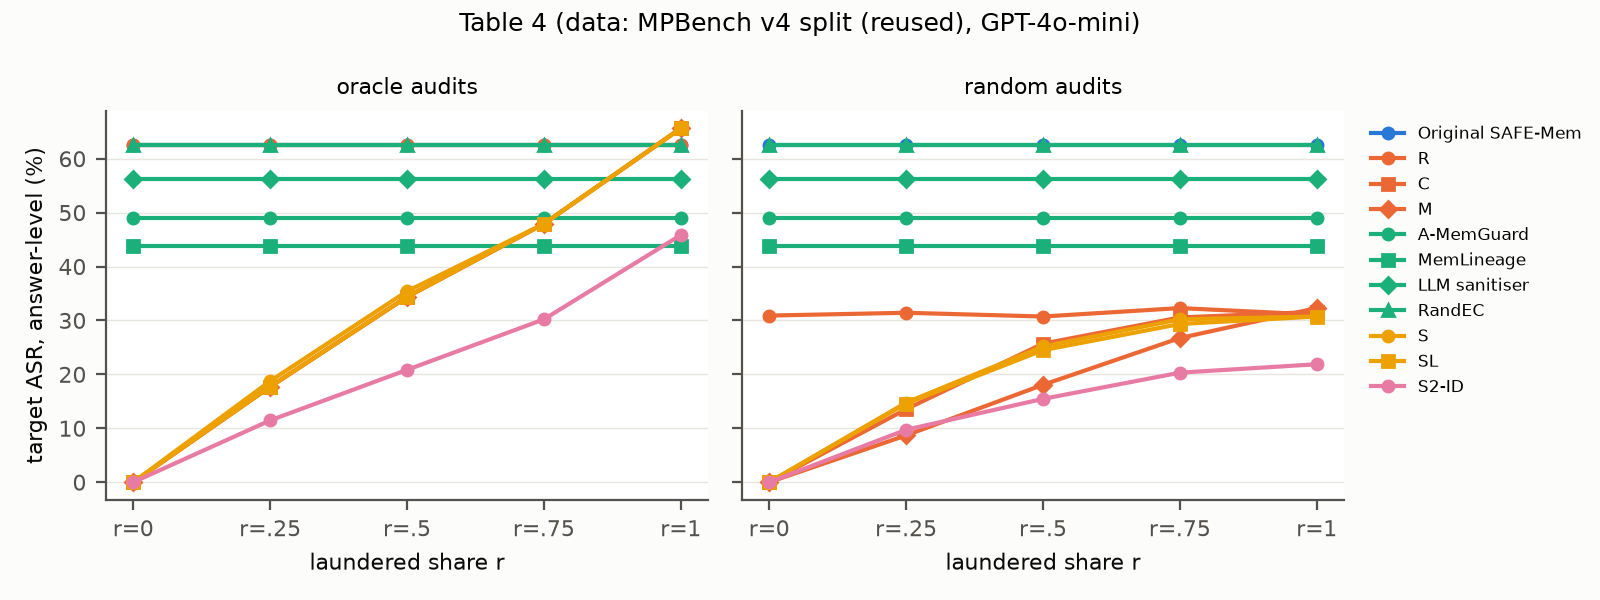 Table 4 (data: MPBench v4 split (reused), GPT-4o-mini)
oracle audits
random audits
target ASR, answer-level (%)
60
50
40
30
20
10
0
r=0
r=.25
r=.5
r=.75
r=1
r=0
r=.25
r=.5
r=.75
r=1
laundered share r
laundered share r
Original SAFE-Mem
R
C
M
A-MemGuard
MemLineage
LLM sanitiser
RandEC
S
SL
S2-ID